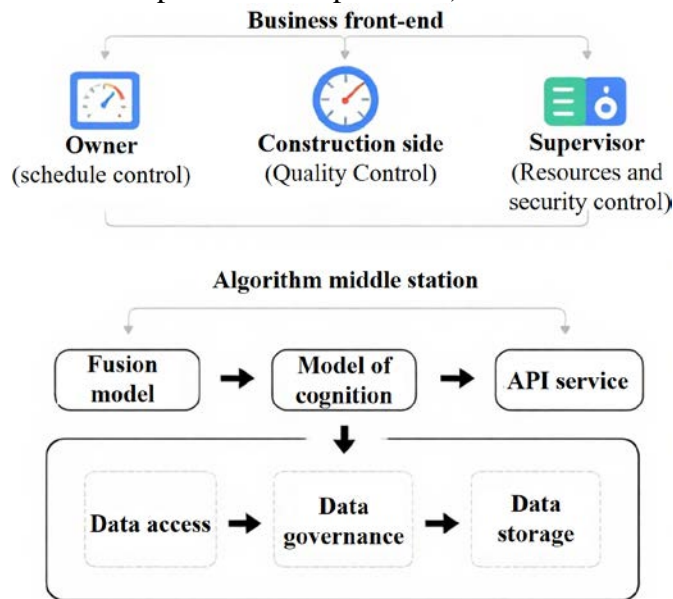 Business front-end
Owner
(schedule control)
Construction side
(Quality Control)
Supervisor
(Resources and
security control)
Algorithm middle station
Fusion
model
Model of
cognition
API service
Data access
Data
governance
Data
storage